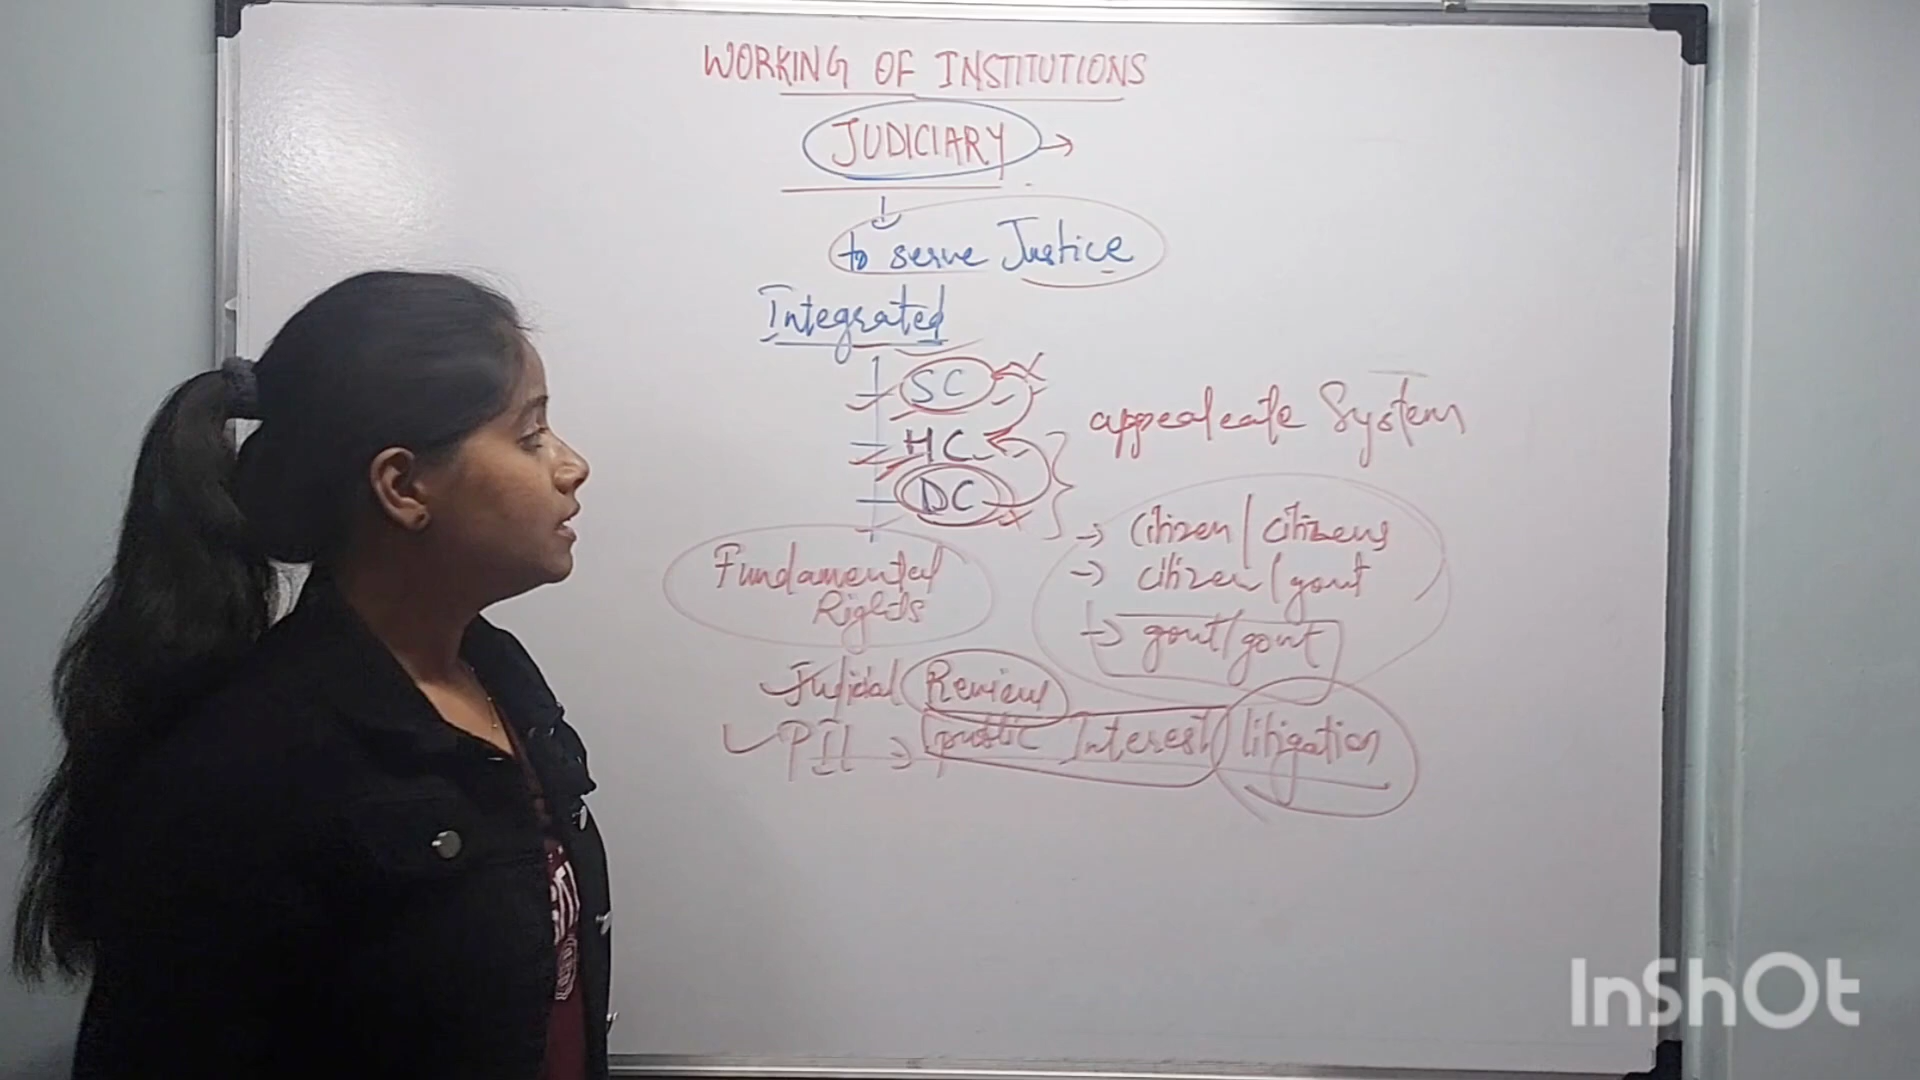 WORKING OF INSTITUTIONS
JUDICIARY →
to serve Justice
Integrated
SC
HC
DC
appealeate System
→ citizen/citizens
→ citizen/govt
→ govt/govt
Fundamental
Rights
Judicial Review
PIL → public Interest litigation
InShOt